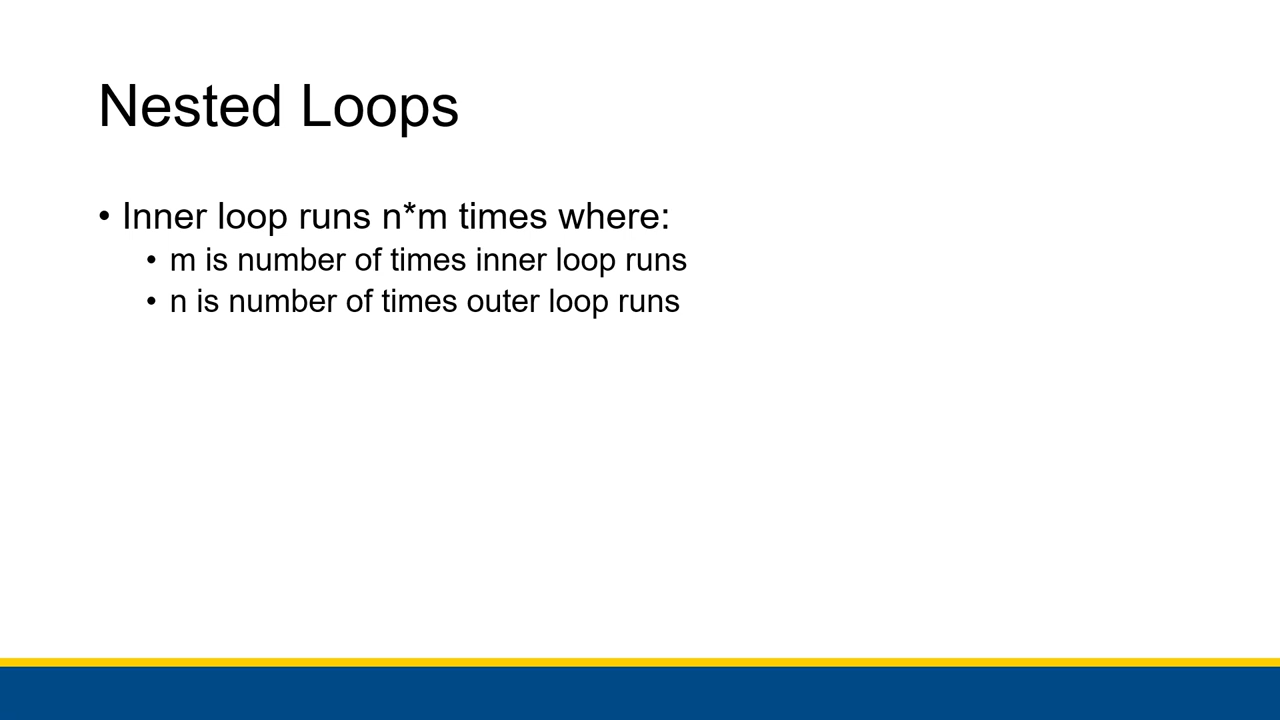 Nested Loops
• Inner loop runs n*m times where:
• m is number of times inner loop runs
• n is number of times outer loop runs